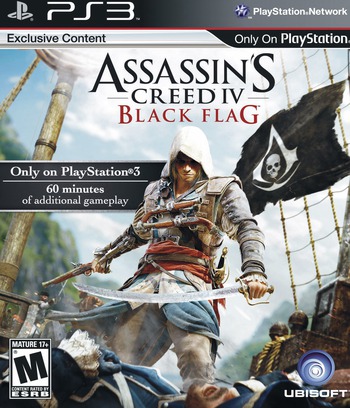 PS3
PlayStation®Network
Exclusive Content
Only On PlayStation®
ASSASSIN'S
CREED IV
BLACK FLAG
Only on PlayStation®3
60 minutes
of additional gameplay
MATURE 17+
M
CONTENT RATED BY
ESRB
UBISOFT